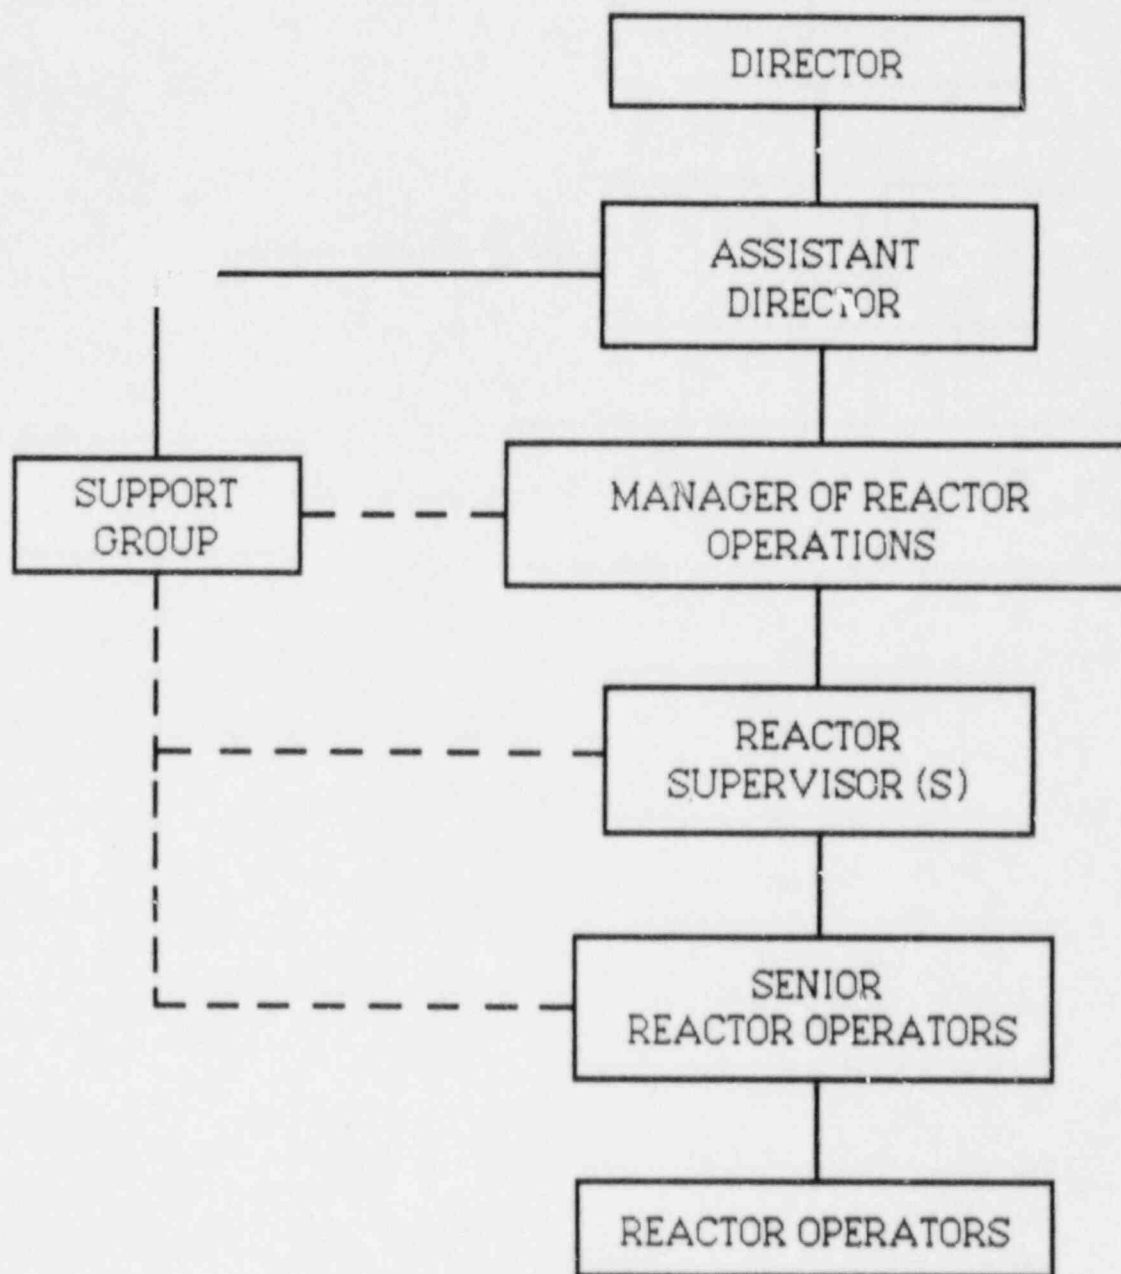 DIRECTOR
ASSISTANT
DIRECTOR
SUPPORT
GROUP
MANAGER OF REACTOR
OPERATIONS
REACTOR
SUPERVISOR (S)
SENIOR
REACTOR OPERATORS
REACTOR OPERATORS